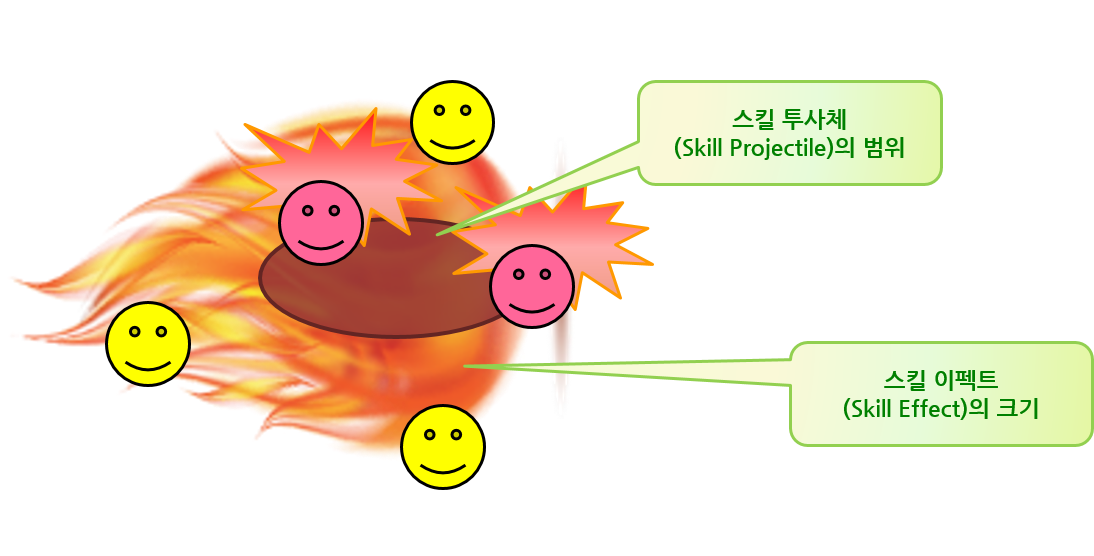 스킬 투사체
(Skill Projectile)의 범위
스킬 이펙트
(Skill Effect)의 크기